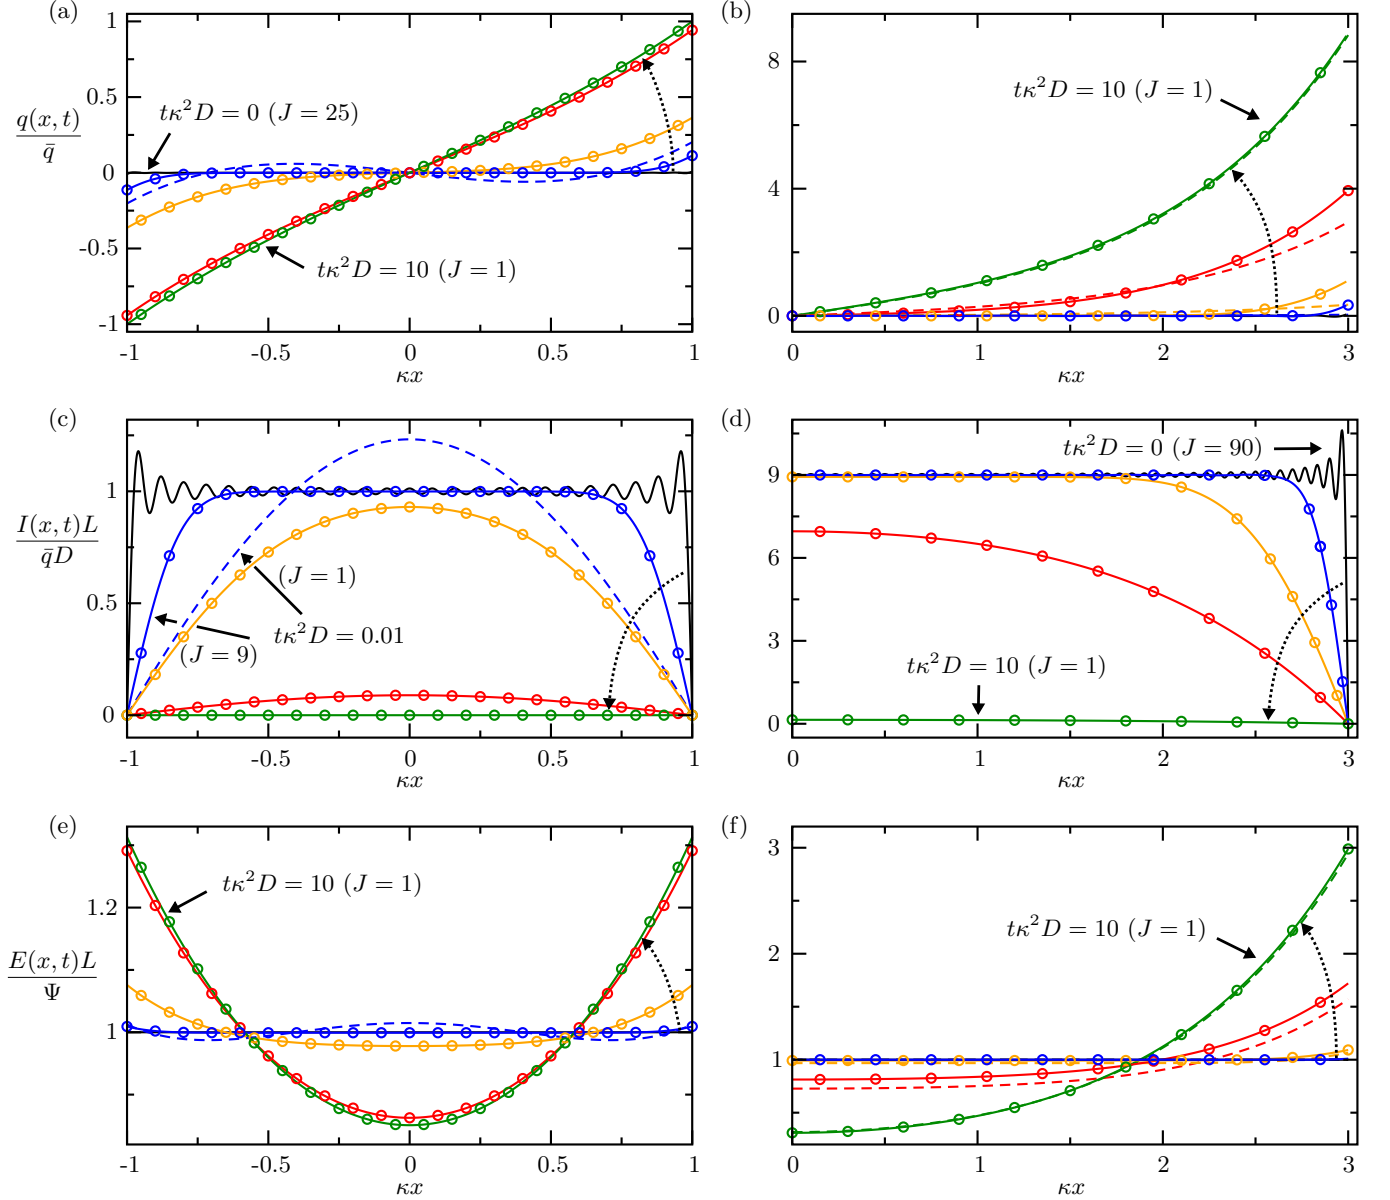 (a)
1
0.5
0
-0.5
-1
q(x, t)
q̄
tκ²D = 0 (J = 25)
tκ²D = 10 (J = 1)
-1 -0.5 0 0.5 1
κx
(b)
8
4
0
tκ²D = 10 (J = 1)
0 1 2 3
κx
(c)
1
0.5
0
I(x, t)L
q̄D
(J = 1)
tκ²D = 0.01
(J = 9)
-1 -0.5 0 0.5 1
κx
(d)
9
6
3
0
tκ²D = 0 (J = 90)
tκ²D = 10 (J = 1)
0 1 2 3
κx
(e)
1.2
1
E(x, t)L
Ψ
tκ²D = 10 (J = 1)
-1 -0.5 0 0.5 1
κx
(f)
3
2
1
tκ²D = 10 (J = 1)
0 1 2 3
κx